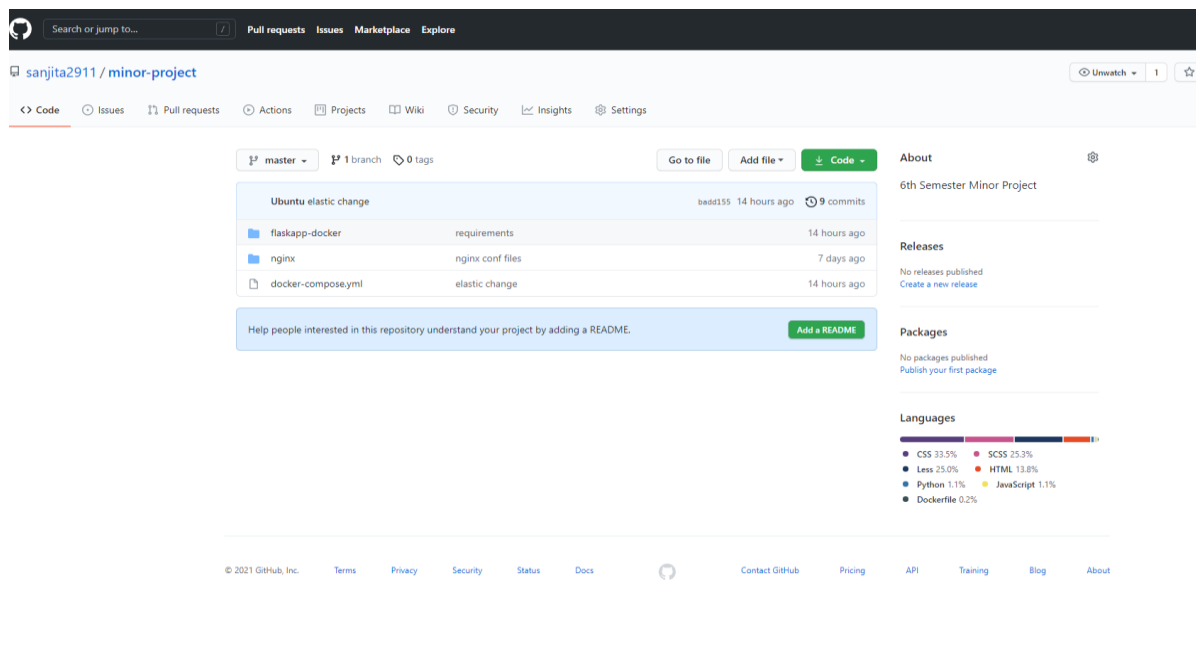 Search or jump to... /
Pull requests Issues Marketplace Explore
sanjita2911 / minor-project
Unwatch 1
Code Issues Pull requests Actions Projects Wiki Security Insights Settings
master 1 branch 0 tags Go to file Add file Code
Ubuntu elastic change badd155 14 hours ago 9 commits
flaskapp-docker requirements 14 hours ago
nginx nginx conf files 7 days ago
docker-compose.yml elastic change 14 hours ago
Help people interested in this repository understand your project by adding a README. Add a README
About
6th Semester Minor Project
Releases
No releases published
Create a new release
Packages
No packages published
Publish your first package
Languages
CSS 33.5% SCSS 25.3%
Less 25.0% HTML 13.8%
Python 1.1% JavaScript 1.1%
Dockerfile 0.2%
© 2021 GitHub, Inc. Terms Privacy Security Status Docs Contact GitHub Pricing API Training Blog About